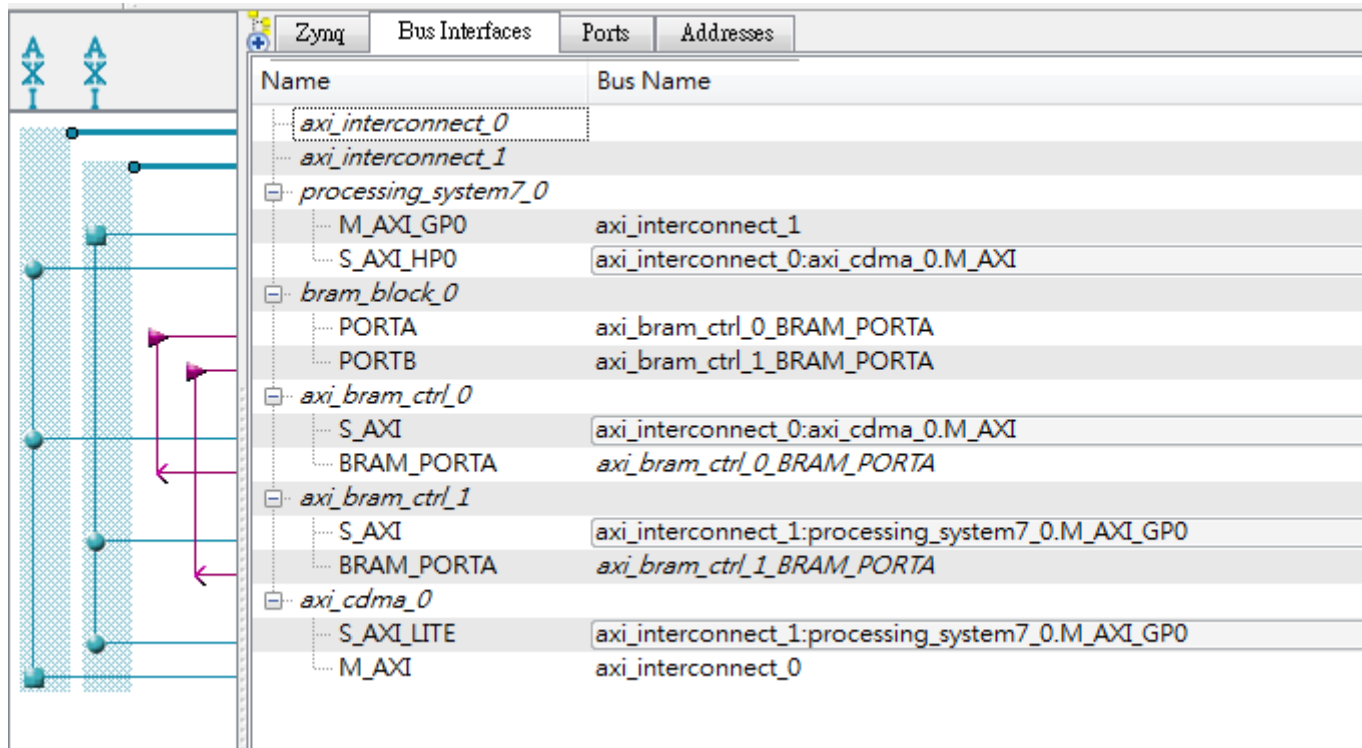 AXI AXI
Zynq Bus Interfaces Ports Addresses
Name Bus Name
axi_interconnect_0
axi_interconnect_1
processing_system7_0
M_AXI_GP0 axi_interconnect_1
S_AXI_HP0 axi_interconnect_0:axi_cdma_0.M_AXI
bram_block_0
PORTA axi_bram_ctrl_0_BRAM_PORTA
PORTB axi_bram_ctrl_1_BRAM_PORTA
axi_bram_ctrl_0
S_AXI axi_interconnect_0:axi_cdma_0.M_AXI
BRAM_PORTA axi_bram_ctrl_0_BRAM_PORTA
axi_bram_ctrl_1
S_AXI axi_interconnect_1:processing_system7_0.M_AXI_GP0
BRAM_PORTA axi_bram_ctrl_1_BRAM_PORTA
axi_cdma_0
S_AXI_LITE axi_interconnect_1:processing_system7_0.M_AXI_GP0
M_AXI axi_interconnect_0